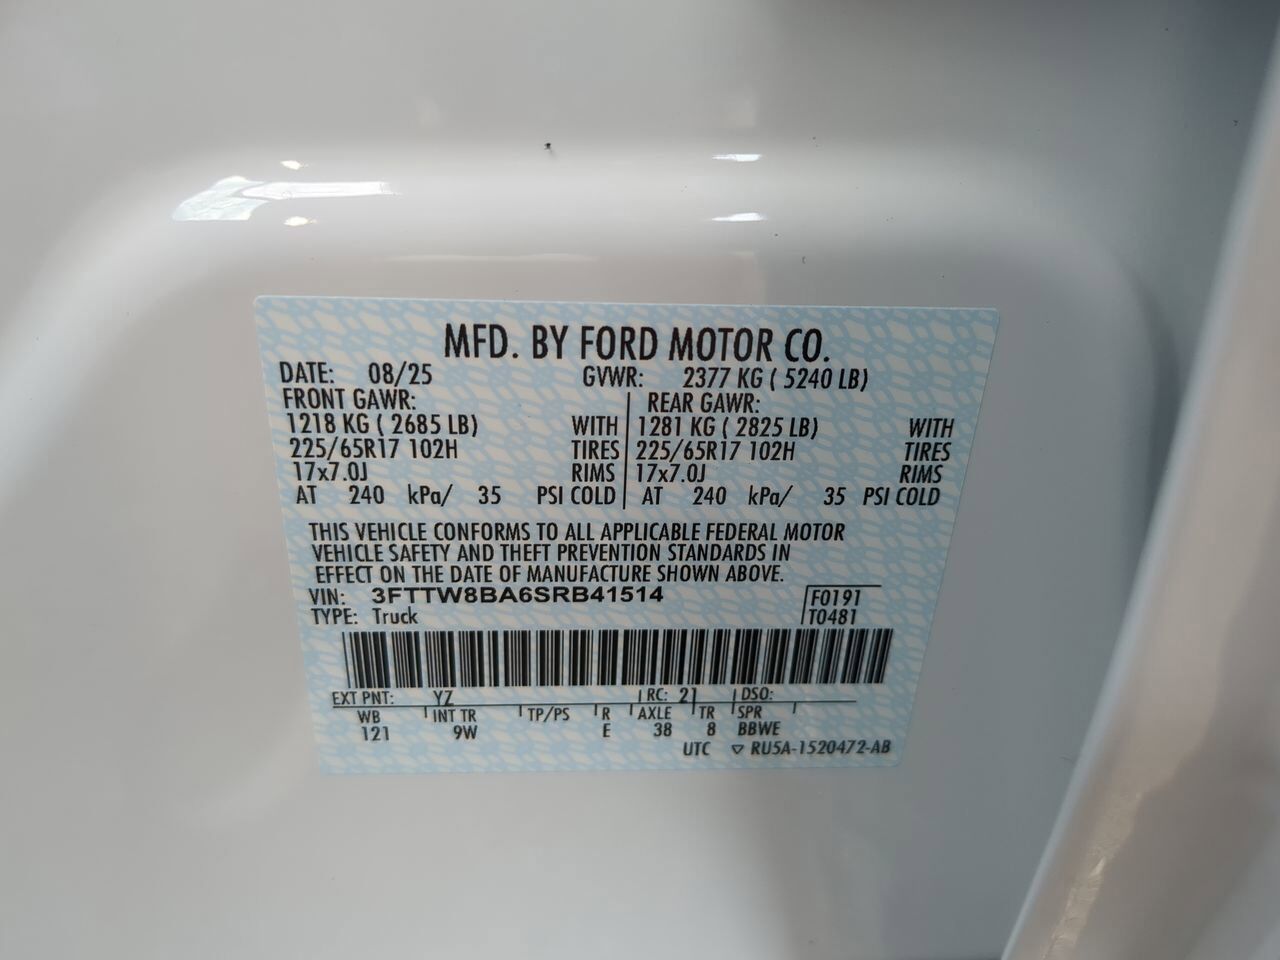 MFD. BY FORD MOTOR CO.
DATE: 08/25 GVWR: 2377 KG ( 5240 LB)
FRONT GAWR: REAR GAWR:
1218 KG ( 2685 LB) WITH 1281 KG ( 2825 LB) WITH
225/65R17 102H TIRES 225/65R17 102H TIRES
17x7.0J RIMS 17x7.0J RIMS
AT 240 kPa/ 35 PSI COLD AT 240 kPa/ 35 PSI COLD
THIS VEHICLE CONFORMS TO ALL APPLICABLE FEDERAL MOTOR
VEHICLE SAFETY AND THEFT PREVENTION STANDARDS IN
EFFECT ON THE DATE OF MANUFACTURE SHOWN ABOVE.
VIN: 3FTTW8BA6SRB41514 F0191
TYPE: Truck T0481
EXT PNT: YZ RC: 21 DSO:
WB INT TR TP/PS R AXLE TR SPR
121 9W E 38 8 BBWE
UTC ▽ RU5A-1520472-AB